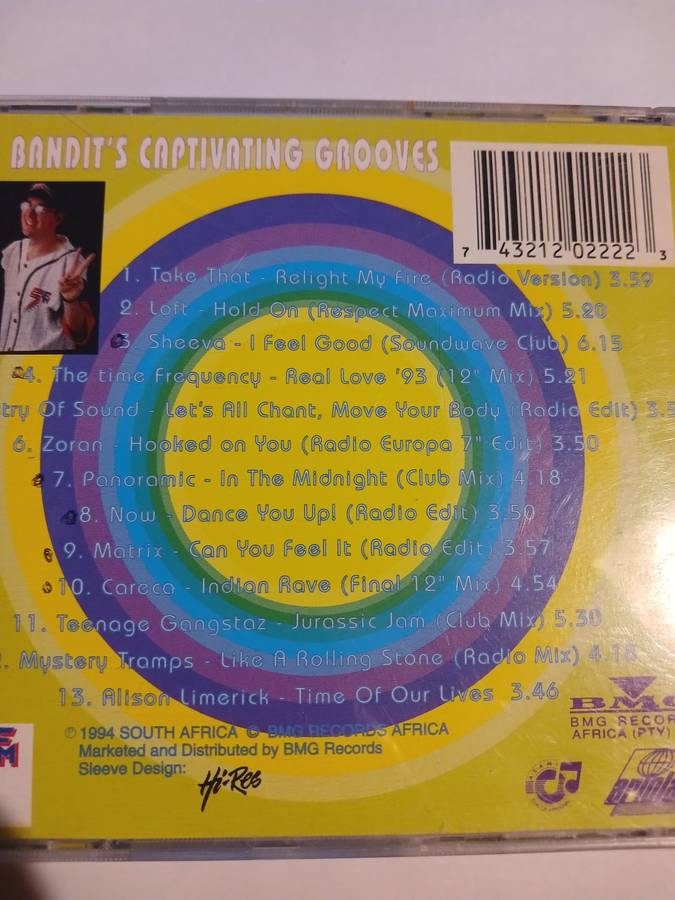 BANDIT'S CAPTIVATING GROOVES
7 43212 02222 3
1. Take That - Relight My Fire (Radio Version) 3.59
2. Loft - Hold On (Respect Maximum Mix) 5.20
3. Sheeva - I Feel Good (Soundwave Club) 6.15
4. The time Frequency - Real Love '93 (12" Mix) 5.21
stry Of Sound - Let's All Chant, Move Your Body (Radio Edit) 3.5
6. Zoran - Hooked on You (Radio Europa 7" Edit) 3.50
7. Panoramic - In The Midnight (Club Mix) 4.18
8. Now - Dance You Up! (Radio Edit) 3.50
9. Matrix - Can You Feel It (Radio Edit) 3.57
10. Careca - Indian Rave (Final 12" Mix) 4.54
11. Teenage Gangstaz - Jurassic Jam (Club Mix) 5.30
2. Mystery Tramps - Like A Rolling Stone (Radio Mix) 4.18
13. Alison Limerick - Time Of Our Lives 3.46
℗ 1994 SOUTH AFRICA © BMG RECORDS AFRICA
Marketed and Distributed by BMG Records
Sleeve Design:
Hi-Res
BMG
BMG RECOR
AFRICA (PTY)